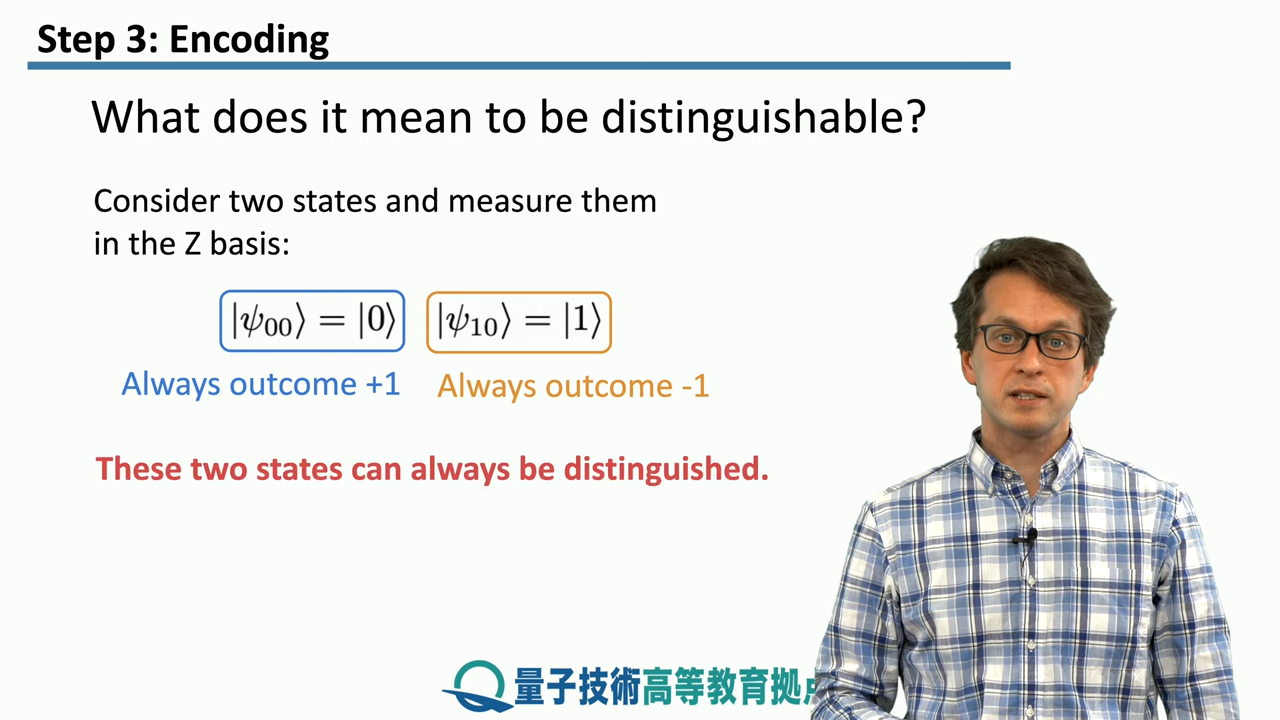 Step 3: Encoding
What does it mean to be distinguishable?
Consider two states and measure them
in the Z basis:
|ψ₀₀⟩ = |0⟩ |ψ₁₀⟩ = |1⟩
Always outcome +1 Always outcome -1
These two states can always be distinguished.
量子技術高等教育拠点